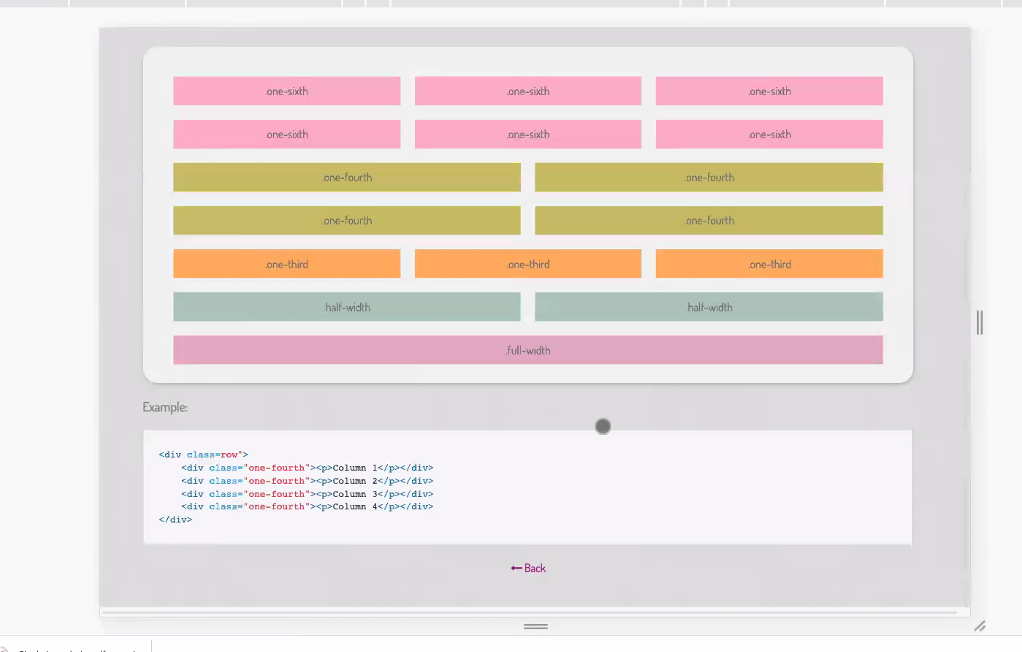 .one-sixth .one-sixth .one-sixth
.one-sixth .one-sixth .one-sixth
.one-fourth .one-fourth
.one-fourth .one-fourth
.one-third .one-third .one-third
.half-width .half-width
.full-width
Example:
<div class=row">
<div class="one-fourth"><p>Column 1</p></div>
<div class="one-fourth"><p>Column 2</p></div>
<div class="one-fourth"><p>Column 3</p></div>
<div class="one-fourth"><p>Column 4</p></div>
</div>
← Back